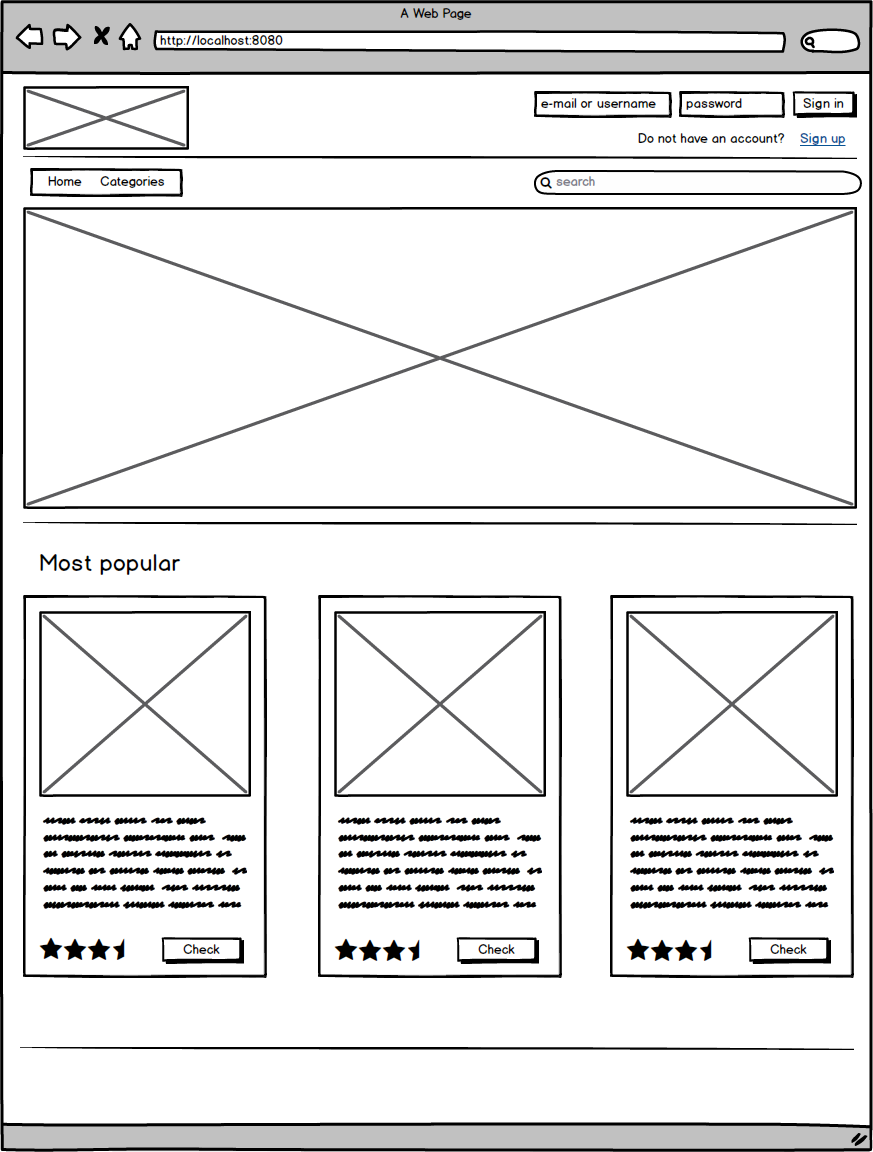 A Web Page
http://localhost:8080
e-mail or username password Sign in
Do not have an account? Sign up
Home Categories search
Most popular
Check Check Check